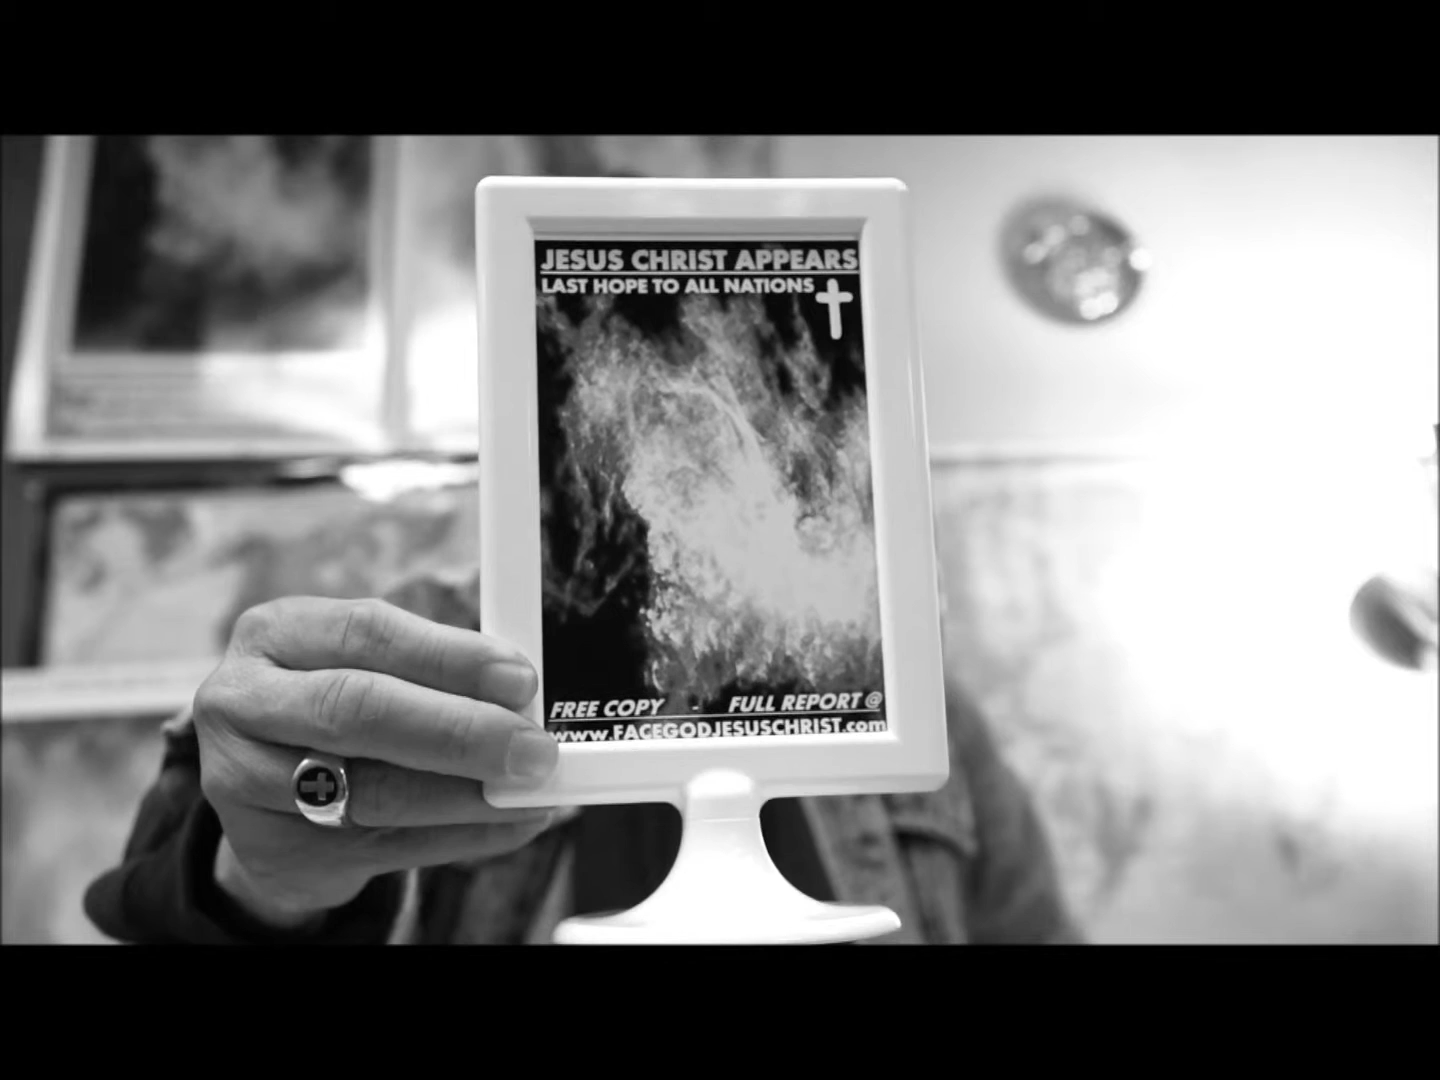 JESUS CHRIST APPEARS
LAST HOPE TO ALL NATIONS
FREE COPY - FULL REPORT @
www.FACEGODJESUSCHRIST.com